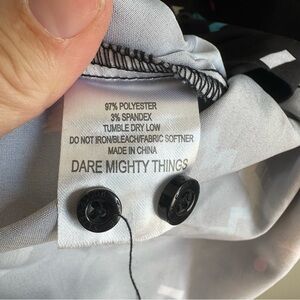 97% POLYESTER
3% SPANDEX
TUMBLE DRY LOW
DO NOT IRON/BLEACH/FABRIC SOFTNER
MADE IN CHINA
DARE MIGHTY THINGS